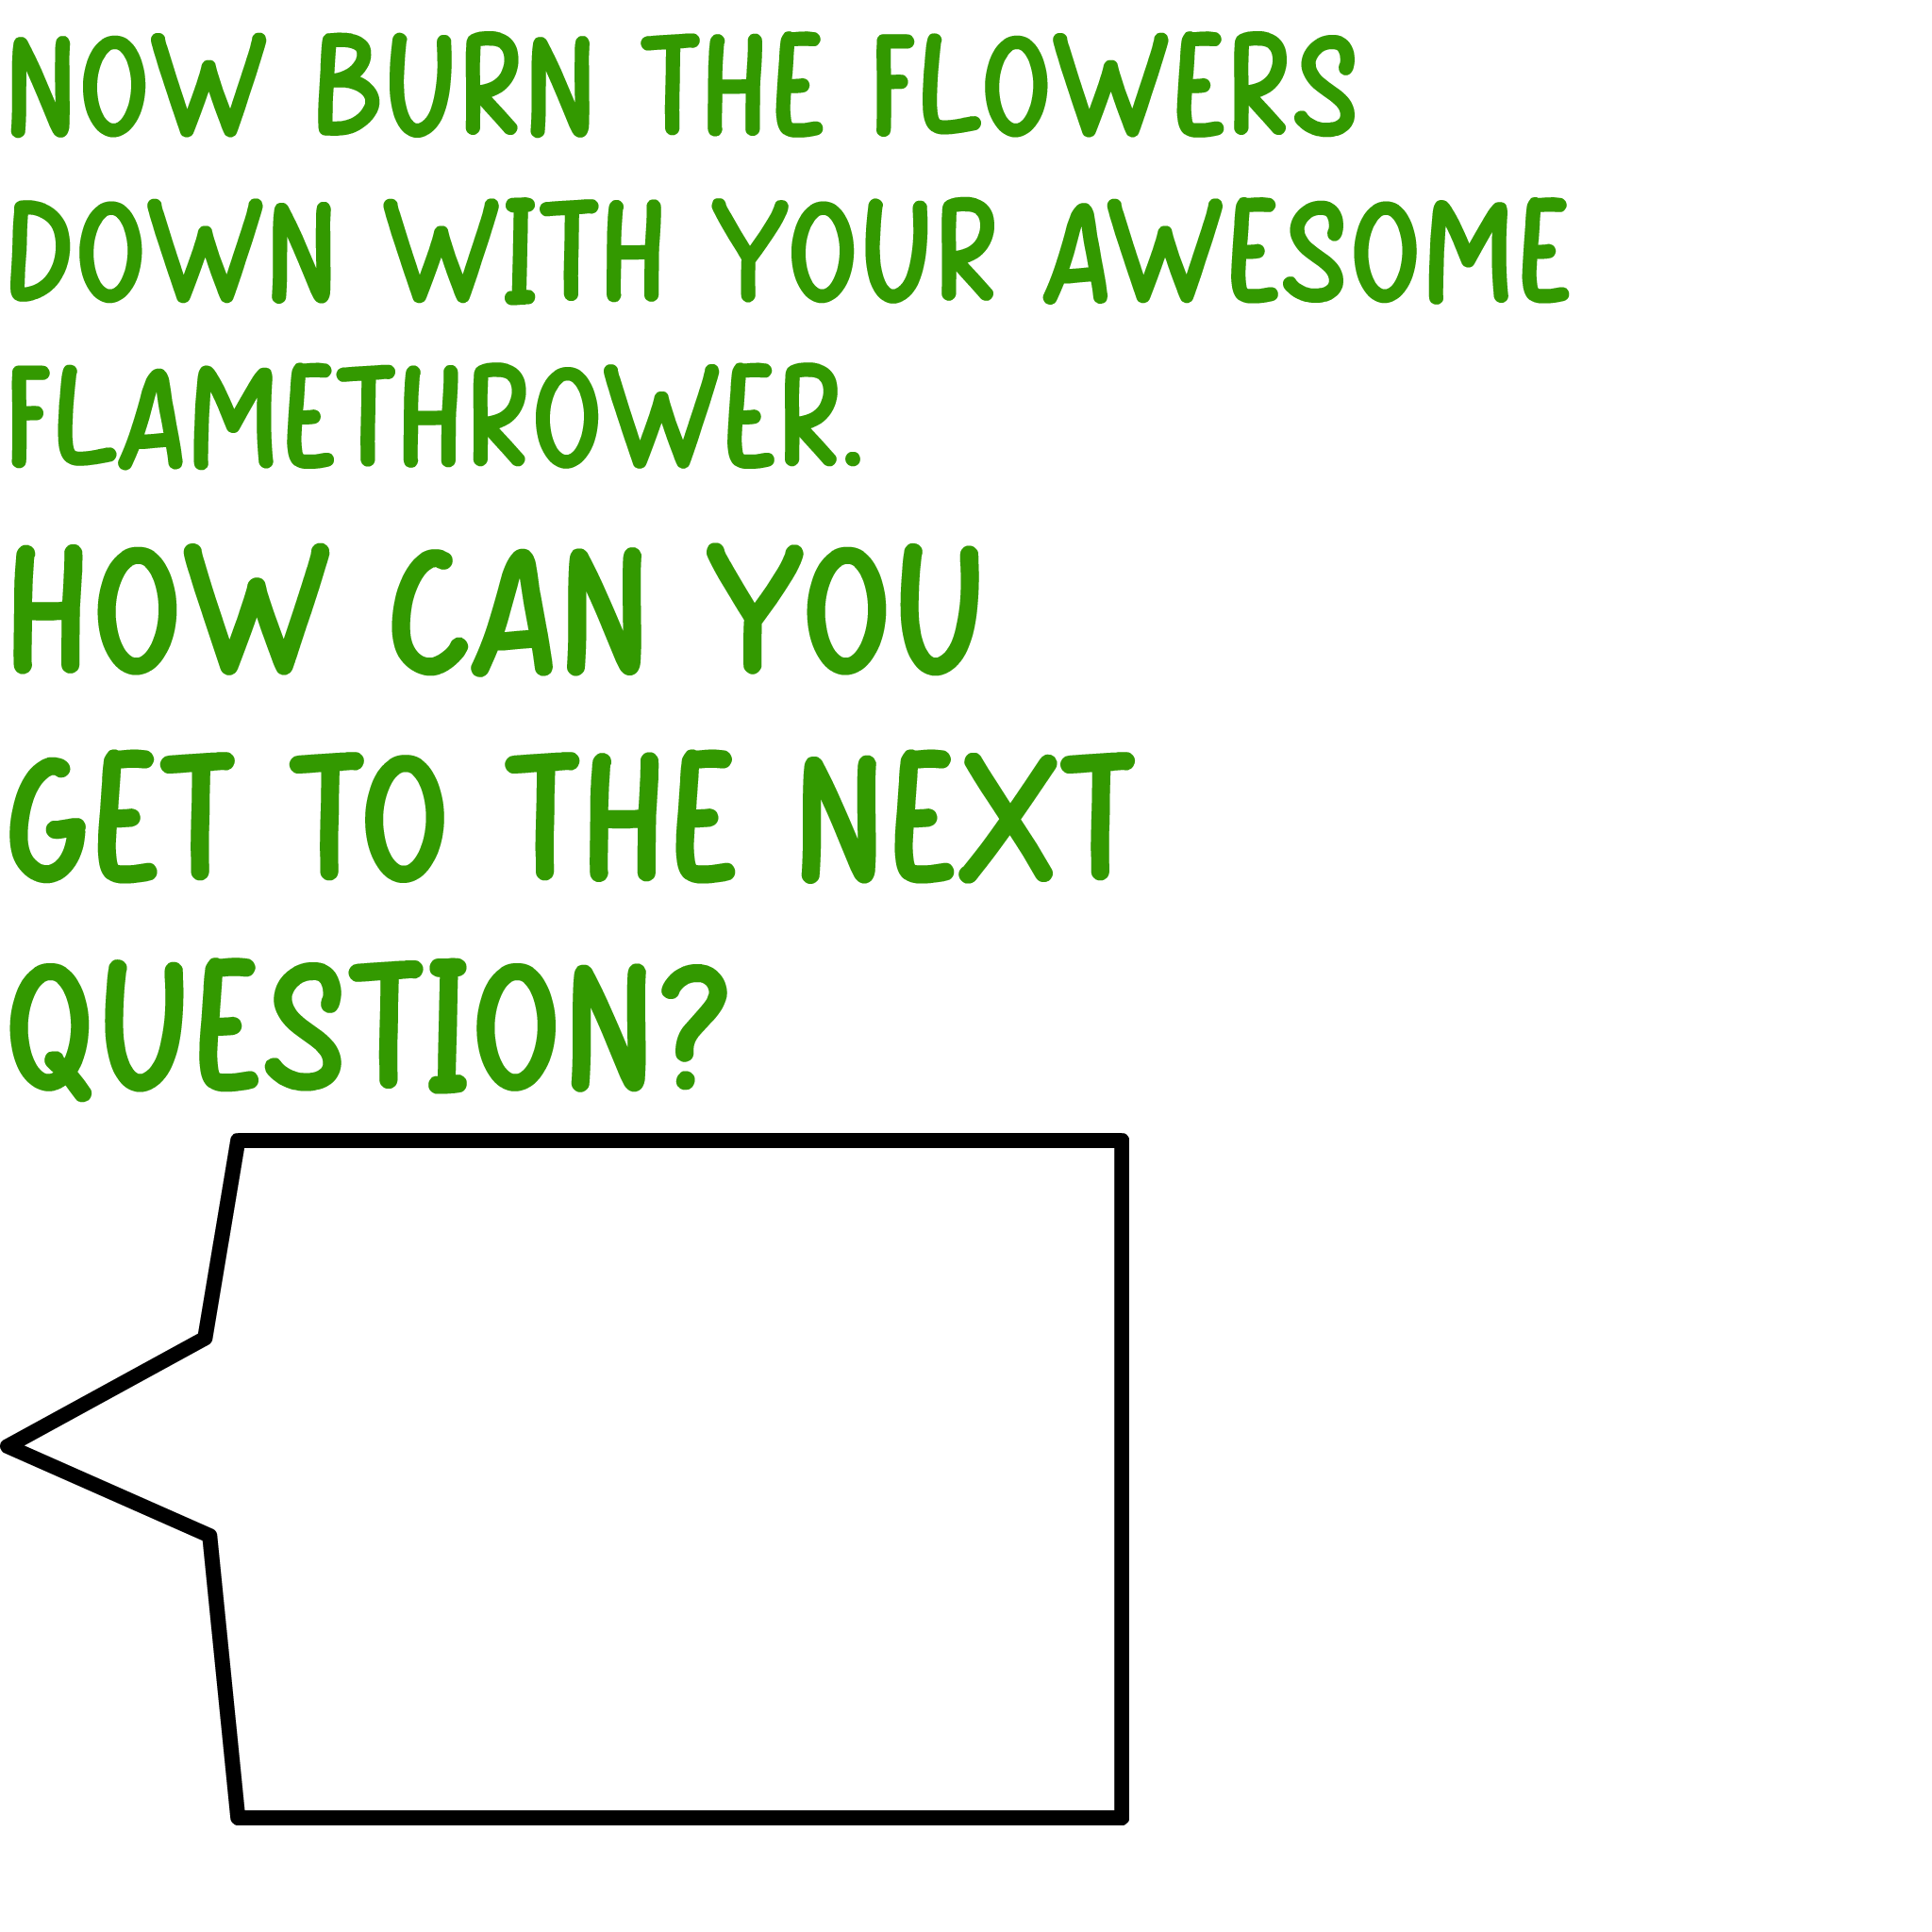 NOW BURN THE FLOWERS
DOWN WITH YOUR AWESOME
FLAMETHROWER.
HOW CAN YOU
GET TO THE NEXT
QUESTION?